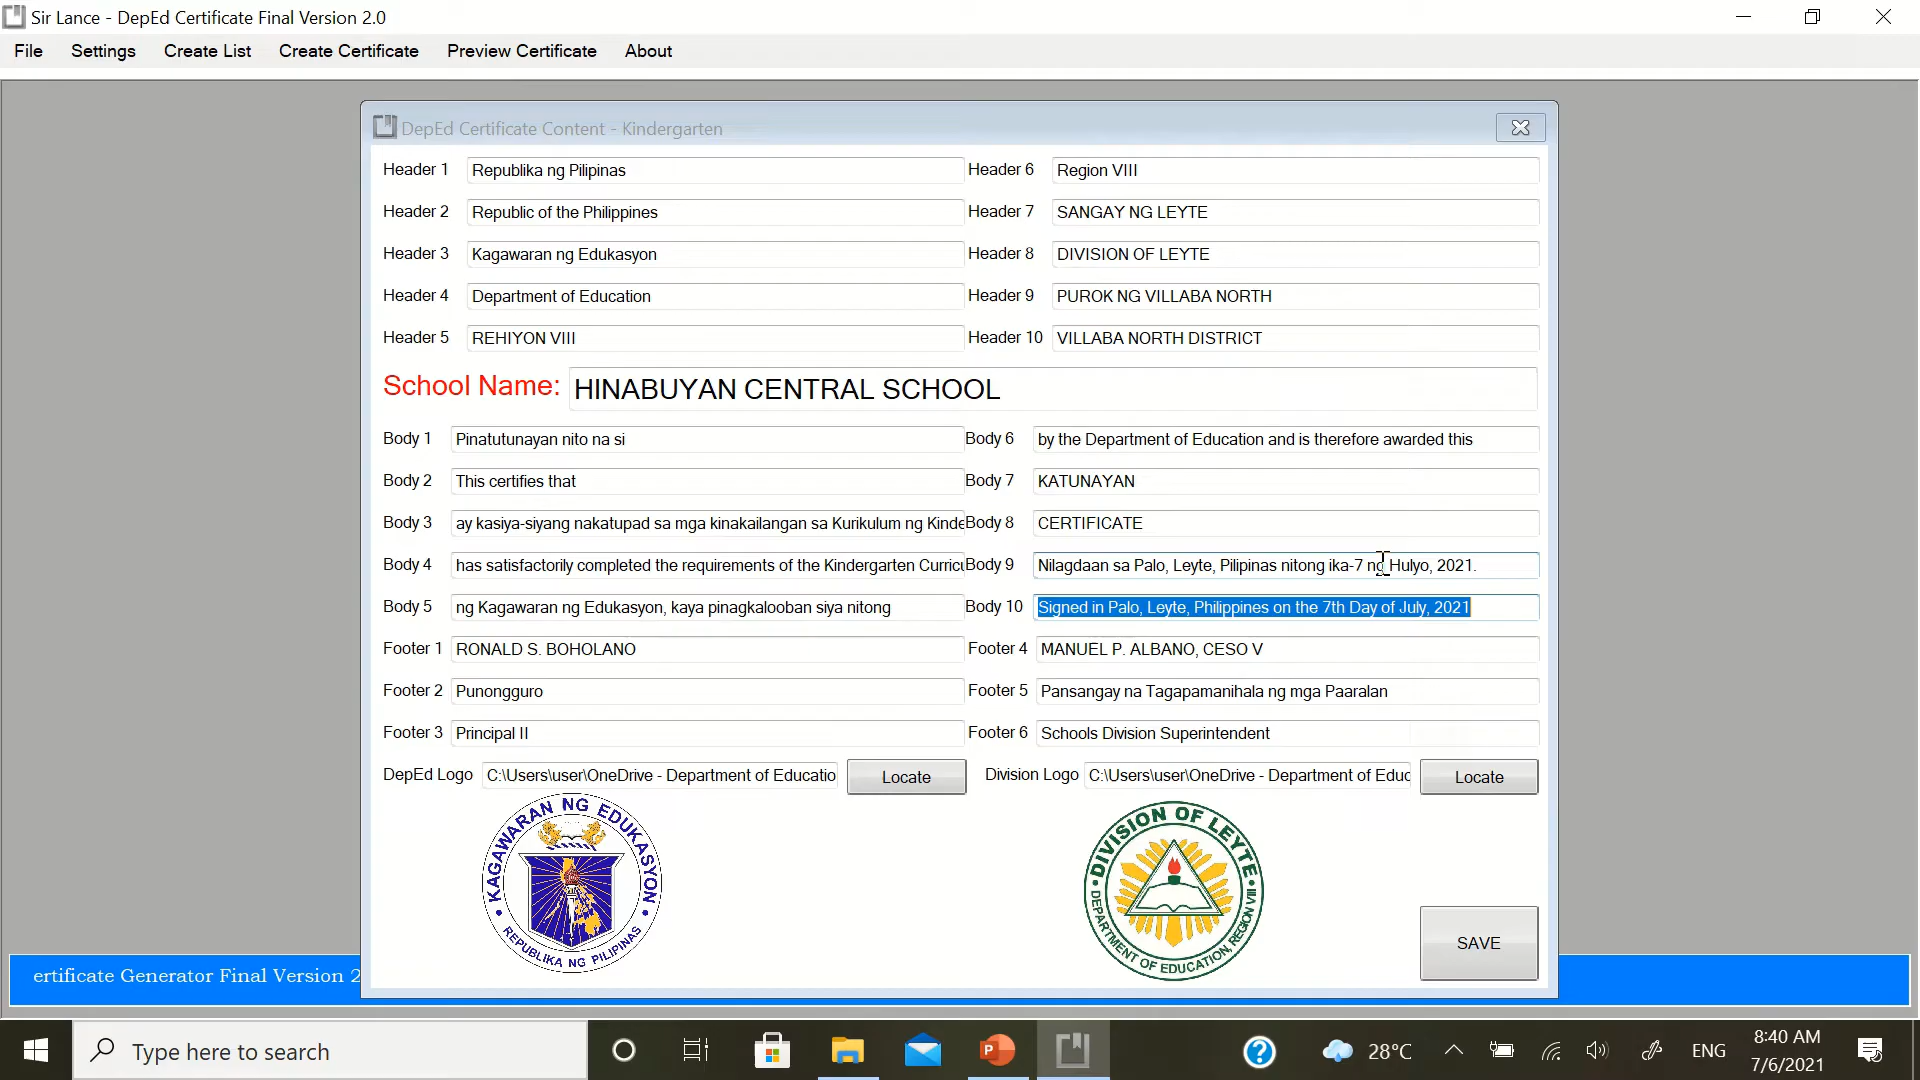 Sir Lance - DepEd Certificate Final Version 2.0
File Settings Create List Create Certificate Preview Certificate About
DepEd Certificate Content - Kindergarten
Header 1 Republika ng Pilipinas Header 6 Region VIII
Header 2 Republic of the Philippines Header 7 SANGAY NG LEYTE
Header 3 Kagawaran ng Edukasyon Header 8 DIVISION OF LEYTE
Header 4 Department of Education Header 9 PUROK NG VILLABA NORTH
Header 5 REHIYON VIII Header 10 VILLABA NORTH DISTRICT
School Name: HINABUYAN CENTRAL SCHOOL
Body 1 Pinatutunayan nito na si Body 6 by the Department of Education and is therefore awarded this
Body 2 This certifies that Body 7 KATUNAYAN
Body 3 ay kasiya-siyang nakatupad sa mga kinakailangan sa Kurikulum ng Kinde Body 8 CERTIFICATE
Body 4 has satisfactorily completed the requirements of the Kindergarten Curricu Body 9 Nilagdaan sa Palo, Leyte, Pilipinas nitong ika-7 ng Hulyo, 2021.
Body 5 ng Kagawaran ng Edukasyon, kaya pinagkalooban siya nitong Body 10 Signed in Palo, Leyte, Philippines on the 7th Day of July, 2021
Footer 1 RONALD S. BOHOLANO Footer 4 MANUEL P. ALBANO, CESO V
Footer 2 Punongguro Footer 5 Pansangay na Tagapamanihala ng mga Paaralan
Footer 3 Principal II Footer 6 Schools Division Superintendent
DepEd Logo C:\Users\user\OneDrive - Department of Educatio Locate Division Logo C:\Users\user\OneDrive - Department of Educ Locate
KAGAWARAN NG EDUKASYON
REPUBLIKA NG PILIPINAS
DIVISION OF LEYTE
DEPARTMENT OF EDUCATION, REGION VIII
SAVE
ertificate Generator Final Version 2
Type here to search
28°C ENG 8:40 AM
7/6/2021